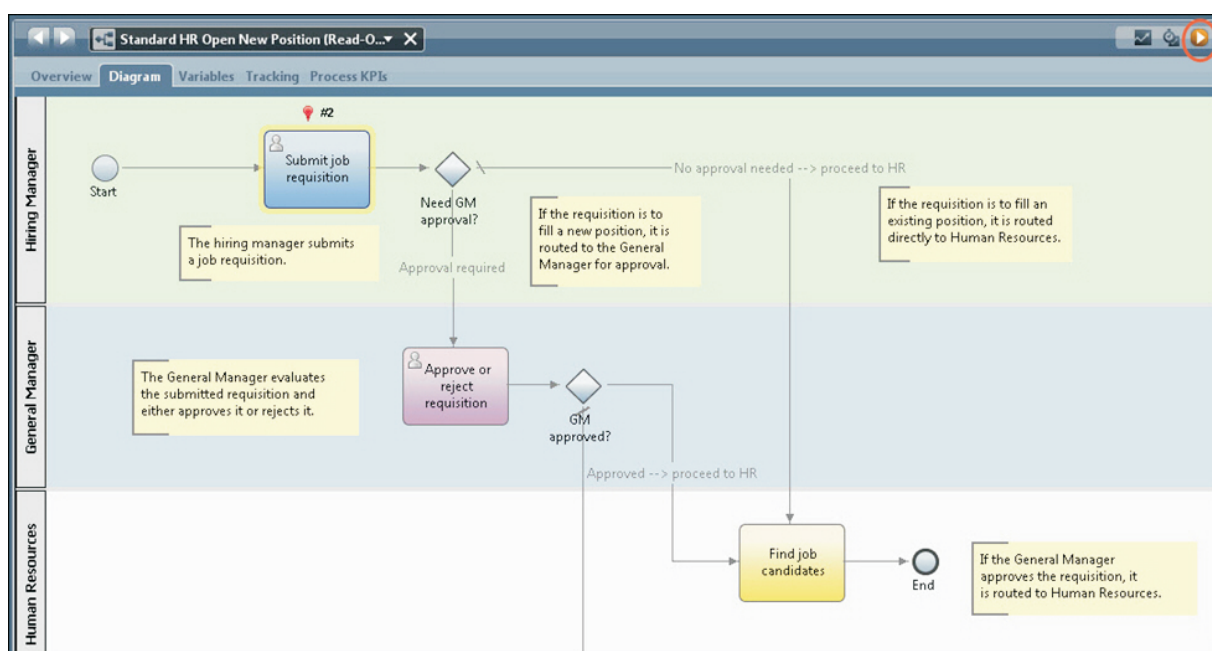 Standard HR Open New Position (Read-O...
Overview Diagram Variables Tracking Process KPIs
Hiring Manager
#2
Start
Submit job
requisition
Need GM
approval?
No approval needed --> proceed to HR
The hiring manager submits
a job requisition.
If the requisition is to
fill a new position, it is
routed to the General
Manager for approval.
If the requisition is to fill an
existing position, it is routed
directly to Human Resources.
Approval required
General Manager
The General Manager evaluates
the submitted requisition and
either approves it or rejects it.
Approve or
reject
requisition
GM
approved?
Approved --> proceed to HR
Human Resources
Find job
candidates
End
If the General Manager
approves the requisition, it
is routed to Human Resources.